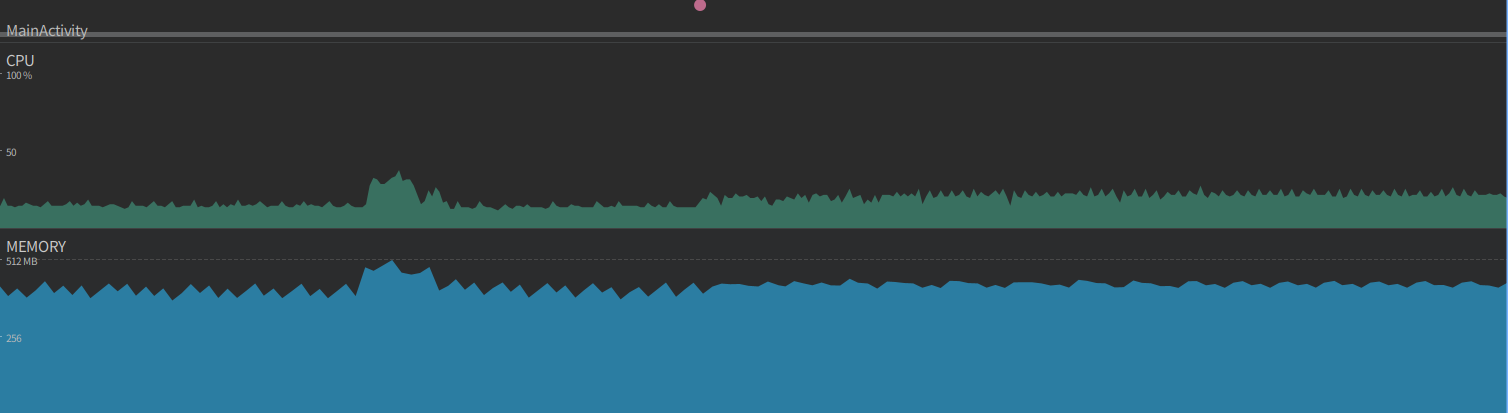 MainActivity
CPU
100 %
50
MEMORY
512 MB
256